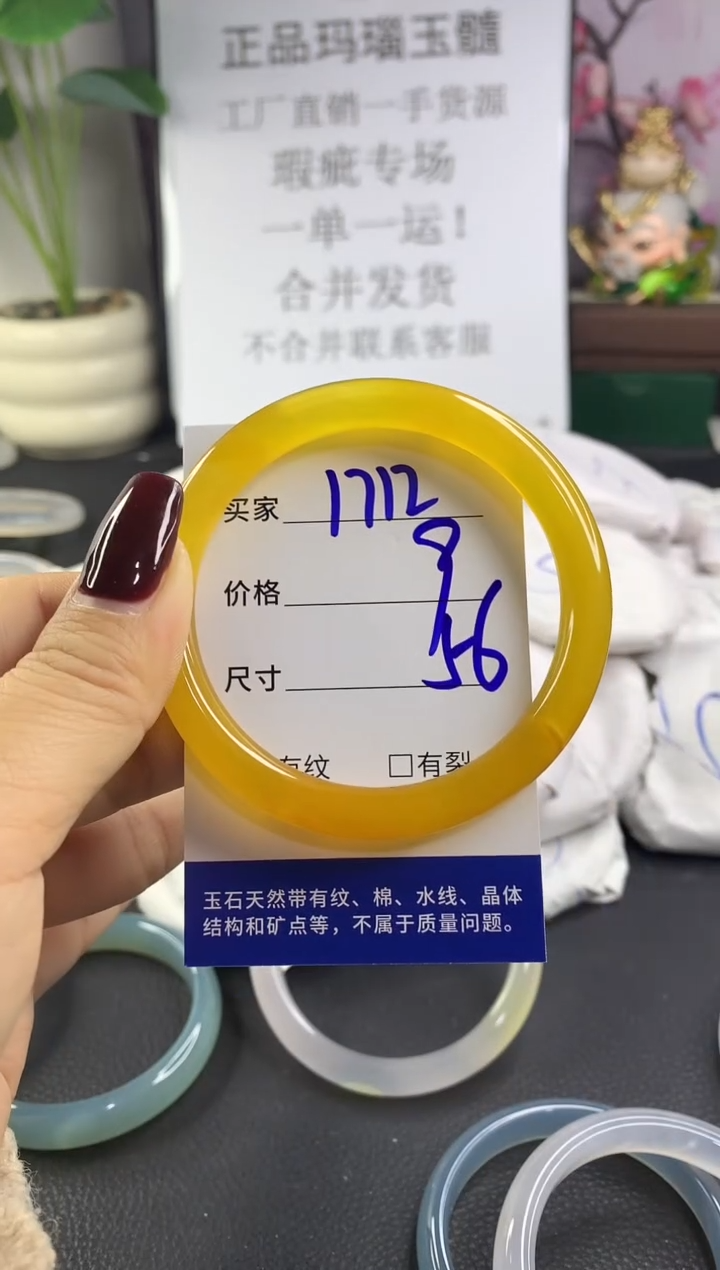 正品玛瑙玉髓
工厂直销一手货源
瑕疵专场
一单一运！
合并发货
不合并联系客服
买家 1712
价格
尺寸 56
有纹 □有裂
玉石天然带有纹、棉、水线、晶体
结构和矿点等，不属于质量问题。